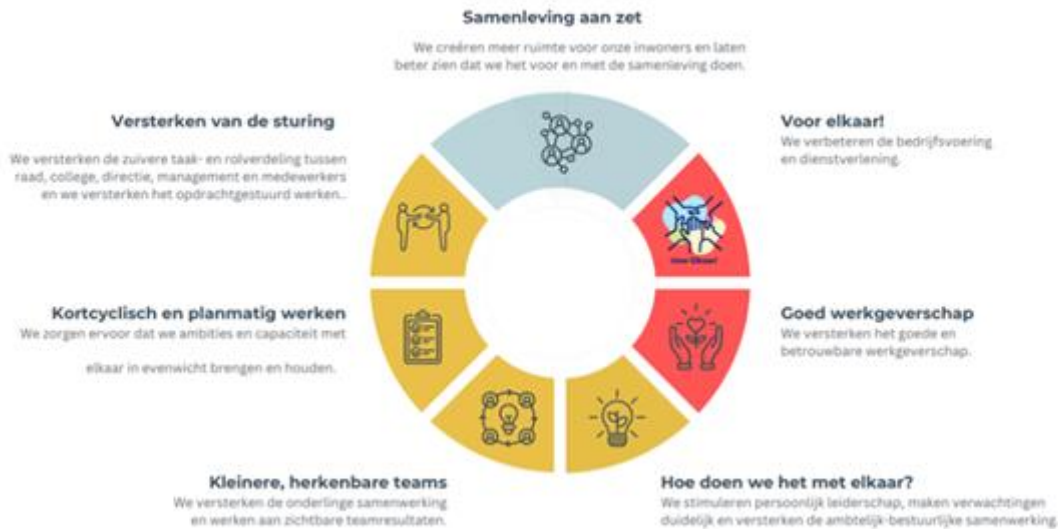 Samenleving aan zet
We creëren meer ruimte voor onze inwoners en laten
beter zien dat we het voor en met de samenleving doen.
Versterken van de sturing
We versterken de zuivere taak- en rolverdeling tussen
raad, college, directie, management en medewerkers
en we versterken het opdrachtgestuurd werken..
Voor elkaar!
We verbeteren de bedrijfsvoering
en dienstverlening.
Voor Elkaar!
Kortcyclisch en planmatig werken
We zorgen ervoor dat we ambities en capaciteit met
elkaar in evenwicht brengen en houden.
Goed werkgeverschap
We versterken het goede en
betrouwbare werkgeverschap.
Kleinere, herkenbare teams
We versterken de onderlinge samenwerking
en werken aan zichtbare teamresultaten.
Hoe doen we het met elkaar?
We stimuleren persoonlijk leiderschap, maken verwachtingen
duidelijk en versterken de ambtelijk-bestuurlijke samenwerking